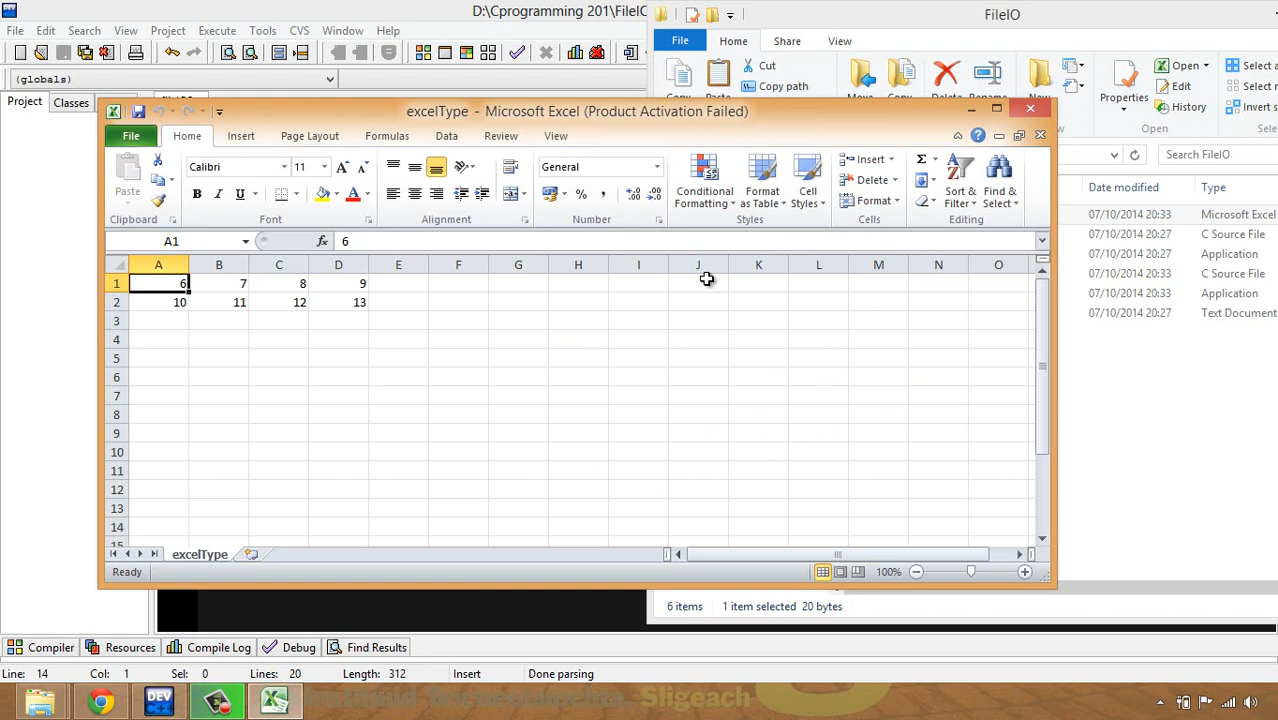 D:\Cprogramming 201\FileIO
FileIO
File Edit Search View Project Execute Tools CVS Window Help
File Home Share View
(globals)
Cut
Copy path
Open
Edit
History
Select a
Select
Invert s
Copy Paste
Properties
Open
Project Classes
excelType - Microsoft Excel (Product Activation Failed)
File Home Insert Page Layout Formulas Data Review View
Search FileIO
Paste
Calibri 11
General
Conditional Formatting
Format as Table
Cell Styles
Insert
Delete
Format
Sort & Filter
Find & Select
Clipboard Font Alignment Number Styles Cells Editing
Date modified Type
07/10/2014 20:33 Microsoft Excel
07/10/2014 20:27 C Source File
07/10/2014 20:27 Application
07/10/2014 20:33 C Source File
07/10/2014 20:33 Application
07/10/2014 20:27 Text Document
A1 fx 6
A B C D E F G H I J K M N O
1 6 7 8 9
2 10 11 12 13
3
4
5
6
7
8
9
10
11
12
13
14
15
excelType
Ready 100%
6 items 1 item selected 20 bytes
Compiler Resources Compile Log Debug Find Results
Line: 14 Col: 1 Sel: 0 Lines: 20 Length: 312 Insert Done parsing
DEV
Sligeach